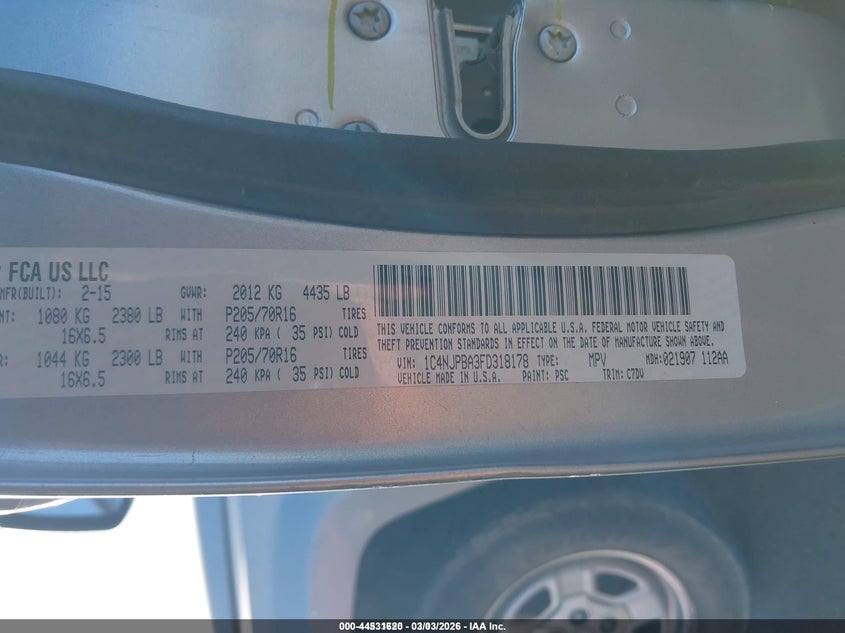 FCA US LLC
MFR(BUILT): 2-15 GVWR: 2012 KG 4435 LB
NT: 1080 KG 2380 LB WITH P205/70R16 TIRES
16X6.5 RIMS AT 240 KPA ( 35 PSI) COLD
R: 1044 KG 2300 LB WITH P205/70R16 TIRES
16X6.5 RIMS AT 240 KPA ( 35 PSI) COLD
THIS VEHICLE CONFORMS TO ALL APPLICABLE U.S.A. FEDERAL MOTOR VEHICLE SAFETY, BUMPER, AND
THEFT PREVENTION STANDARDS IN EFFECT ON THE DATE OF MANUFACTURE SHOWN ABOVE.
VIN: 1C4NJPBA3FD318178 TYPE: MPV MDH: 021907 112AA
VEHICLE MADE IN U.S.A. PAINT: PSC TRIM: C7DV
03/03/2026 - IAA Inc.